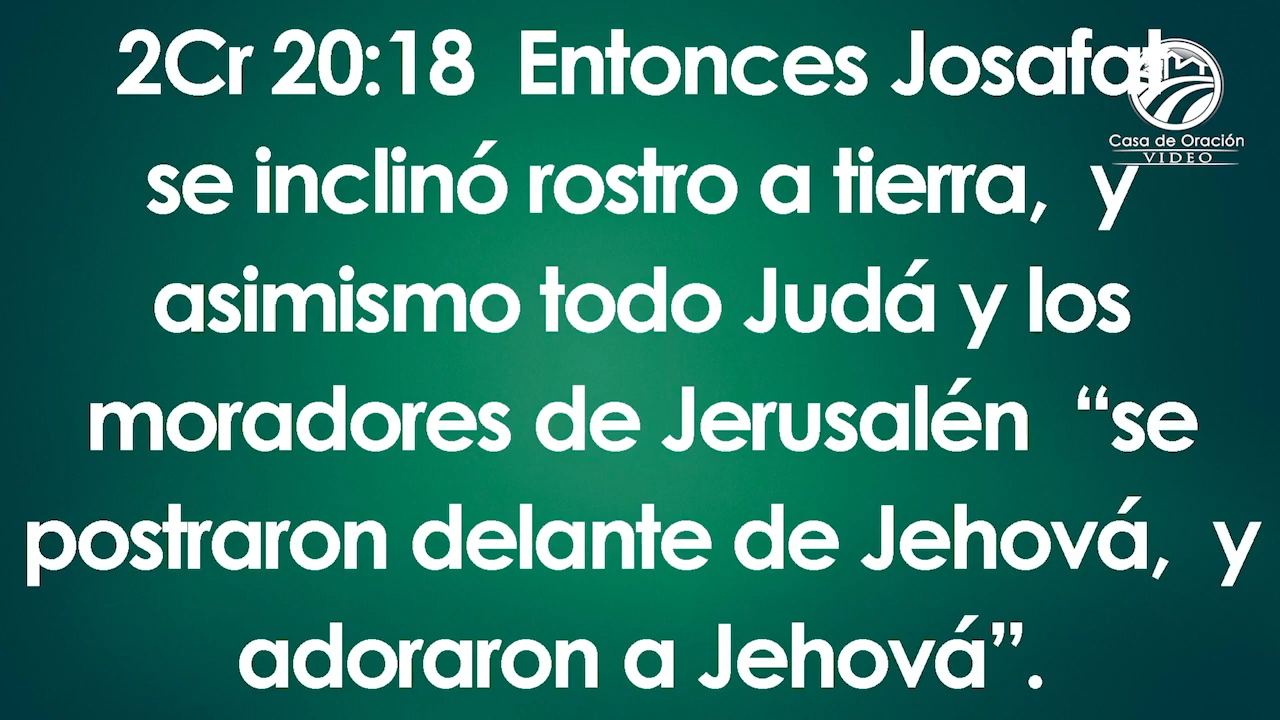 2Cr 20:18 Entonces Josafat
se inclinó rostro a tierra, y
asimismo todo Judá y los
moradores de Jerusalén “se
postraron delante de Jehová, y
adoraron a Jehová”.
Casa de Oración
VIDEO